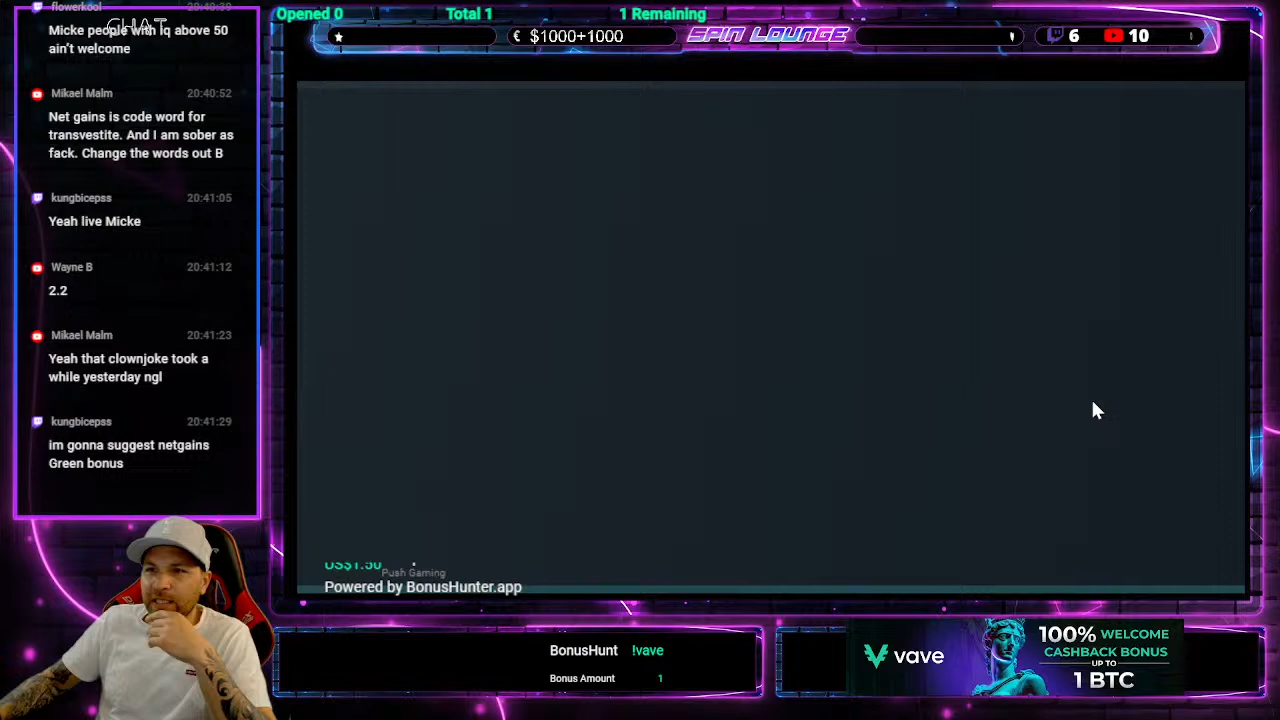 flowerkool 20:40:39
CHAT
Micke people with iq above 50
ain't welcome
Mikael Malm 20:40:52
Net gains is code word for
transvestite. And I am sober as
fack. Change the words out B
kungbicepss 20:41:05
Yeah live Micke
Wayne B 20:41:12
2.2
Mikael Malm 20:41:23
Yeah that clownjoke took a
while yesterday ngl
kungbicepss 20:41:29
im gonna suggest netgains
Green bonus
Opened 0 Total 1 1 Remaining
€ $1000+1000 SPIN LOUNGE 6 10
US$1.50
Push Gaming
Powered by BonusHunter.app
BonusHunt !vave
Bonus Amount 1
vave
100% WELCOME
CASHBACK BONUS
UP TO
1 BTC